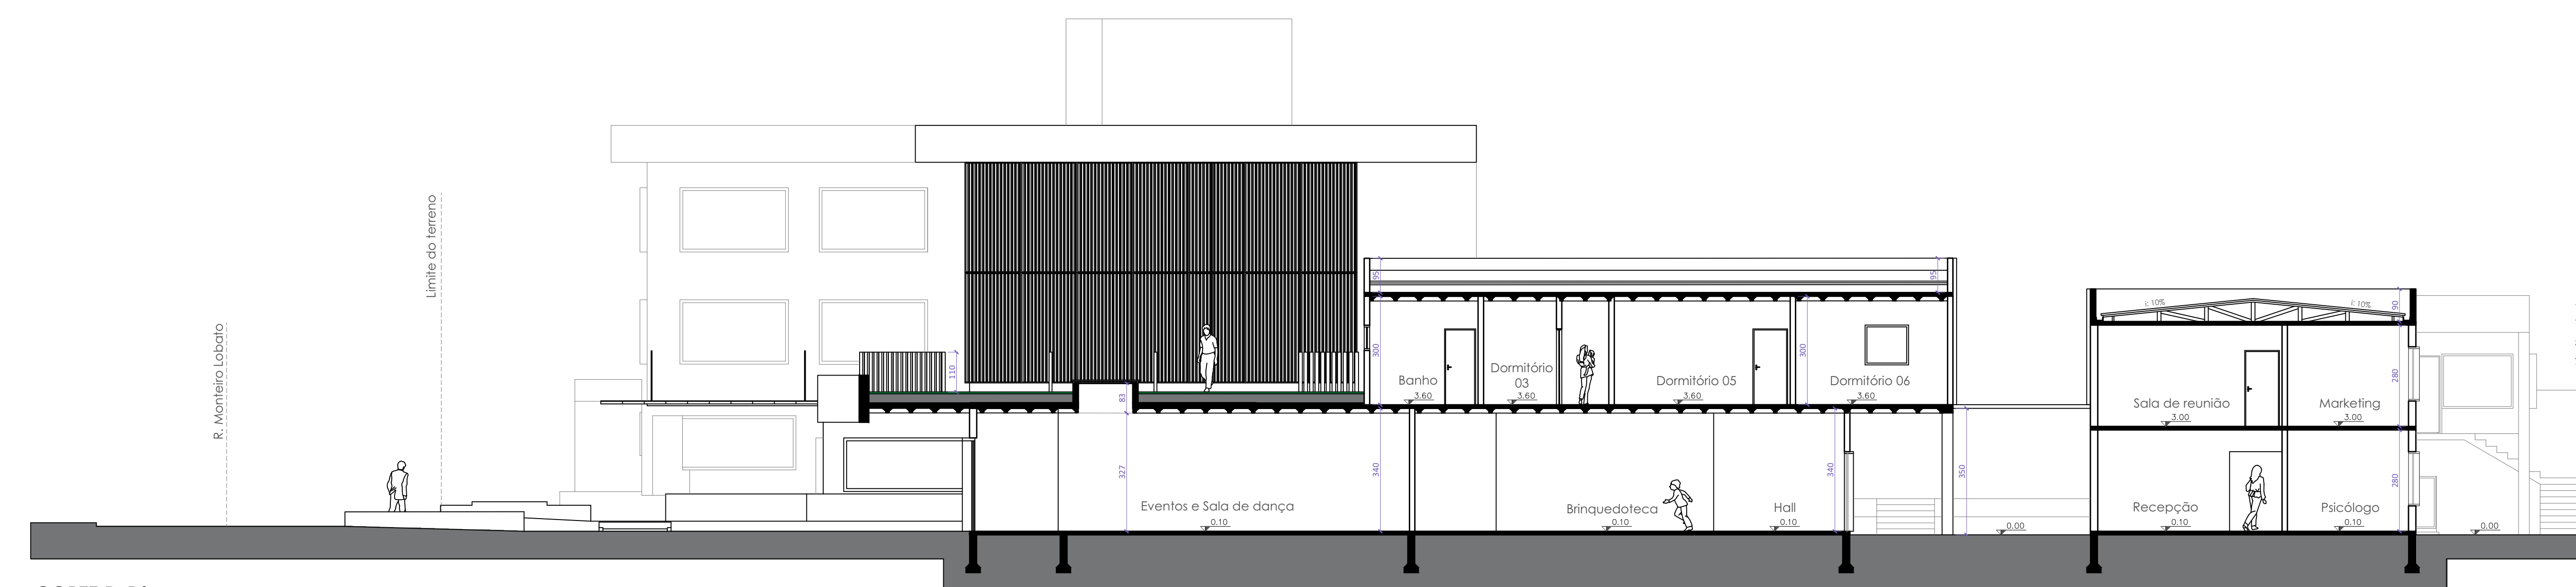 R. Monteiro Lobato
Limite do terreno
110
83
327
Eventos e Sala de dança
0.10
95
300
340
Banho
3.60
Dormitório
03
3.60
Dormitório 05
3.60
300
Dormitório 06
3.60
95
Brinquedoteca
0.10
Hall
0.10
340
350
0.00
i: 10%
i: 10%
90
Sala de reunião
3.00
Marketing
3.00
280
Recepção
0.10
Psicólogo
0.10
280
0.00